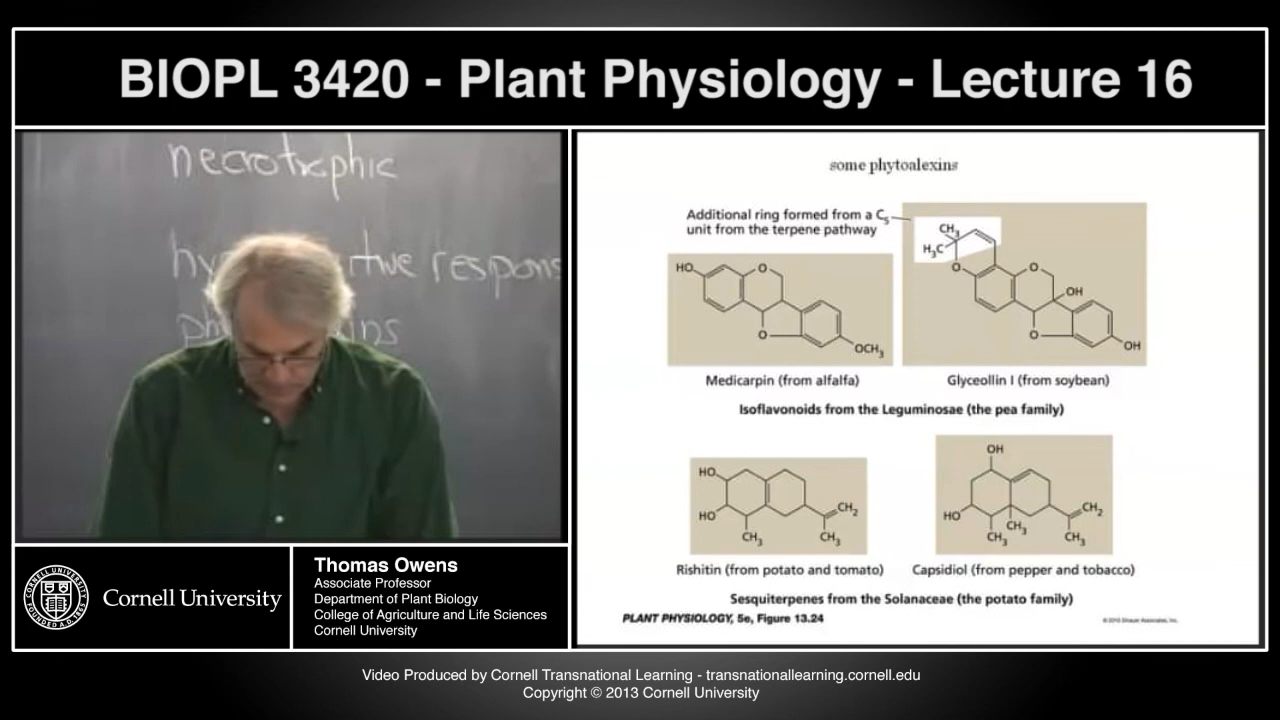 BIOPL 3420 - Plant Physiology - Lecture 16
necrotrophic
respons
some phytoalexins
Additional ring formed from a C5
unit from the terpene pathway
CH3
H3C
O
O
OH
O
OH
HO
O
O
OCH3
Medicarpin (from alfalfa)
Glyceollin I (from soybean)
Isoflavonoids from the Leguminosae (the pea family)
HO
HO
CH3
CH2
CH3
OH
HO
CH3
CH3
CH2
CH3
Rishitin (from potato and tomato)
Capsidiol (from pepper and tobacco)
Sesquiterpenes from the Solanaceae (the potato family)
PLANT PHYSIOLOGY, 5e, Figure 13.24
© 2010 Sinauer Associates, Inc.
Cornell University
Thomas Owens
Associate Professor
Department of Plant Biology
College of Agriculture and Life Sciences
Cornell University
Video Produced by Cornell Transnational Learning - transnationallearning.cornell.edu
Copyright © 2013 Cornell University